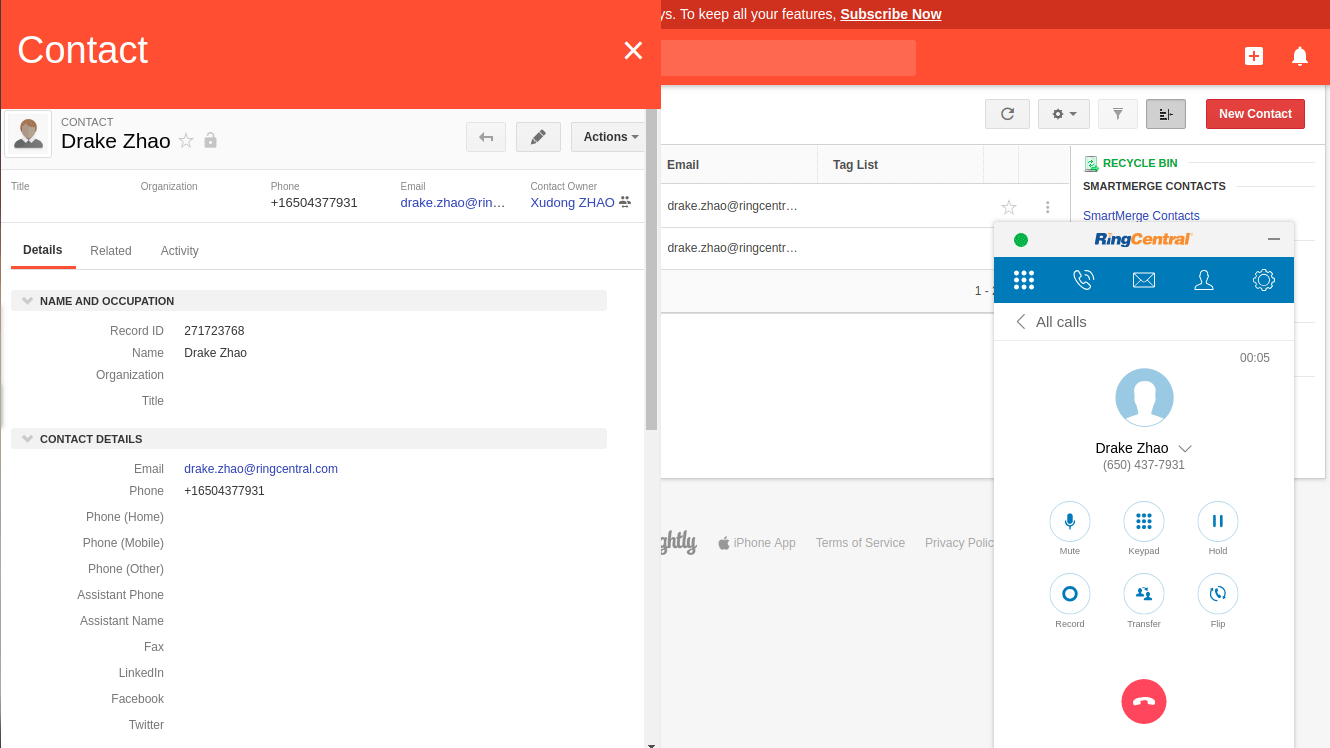 Contact
ys. To keep all your features, Subscribe Now
CONTACT
Drake Zhao
Actions
New Contact
Title
Organization
Phone
+16504377931
Email
drake.zhao@rin…
Contact Owner
Xudong ZHAO
Details
Related
Activity
NAME AND OCCUPATION
Record ID 271723768
Name Drake Zhao
Organization
Title
CONTACT DETAILS
Email drake.zhao@ringcentral.com
Phone +16504377931
Phone (Home)
Phone (Mobile)
Phone (Other)
Assistant Phone
Assistant Name
Fax
LinkedIn
Facebook
Twitter
Email Tag List
drake.zhao@ringcentr…
drake.zhao@ringcentr…
1 -
RECYCLE BIN
SMARTMERGE CONTACTS
SmartMerge Contacts
ghtly
iPhone App
Terms of Service
Privacy Polic
RingCentral
All calls
00:05
Drake Zhao
(650) 437-7931
Mute Keypad Hold
Record Transfer Flip